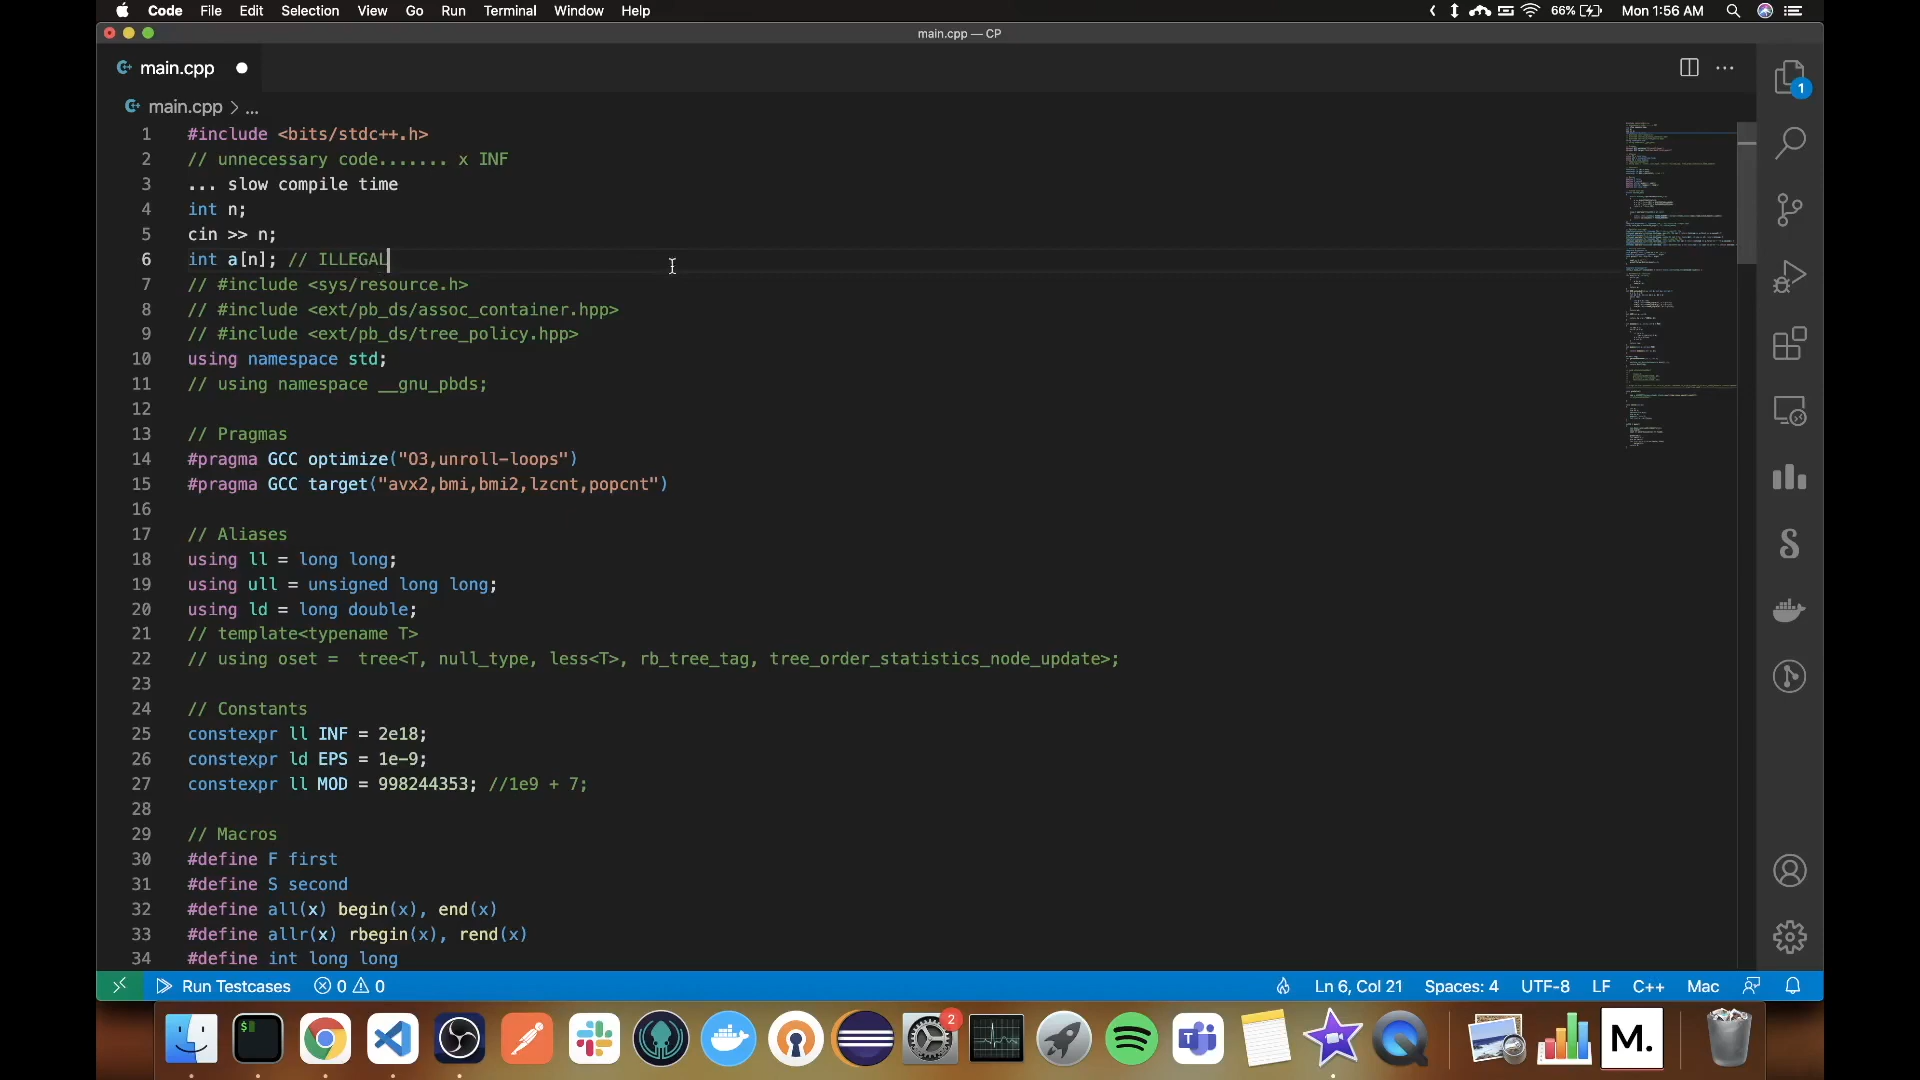 Code File Edit Selection View Go Run Terminal Window Help 66% Mon 1:56 AM
main.cpp — CP
main.cpp
main.cpp > ...
1 #include <bits/stdc++.h>
2 // unnecessary code....... x INF
3 ... slow compile time
4 int n;
5 cin >> n;
6 int a[n]; // ILLEGAL
7 // #include <sys/resource.h>
8 // #include <ext/pb_ds/assoc_container.hpp>
9 // #include <ext/pb_ds/tree_policy.hpp>
10 using namespace std;
11 // using namespace __gnu_pbds;
12
13 // Pragmas
14 #pragma GCC optimize("O3,unroll-loops")
15 #pragma GCC target("avx2,bmi,bmi2,lzcnt,popcnt")
16
17 // Aliases
18 using ll = long long;
19 using ull = unsigned long long;
20 using ld = long double;
21 // template<typename T>
22 // using oset =  tree<T, null_type, less<T>, rb_tree_tag, tree_order_statistics_node_update>;
23
24 // Constants
25 constexpr ll INF = 2e18;
26 constexpr ld EPS = 1e-9;
27 constexpr ll MOD = 998244353; //1e9 + 7;
28
29 // Macros
30 #define F first
31 #define S second
32 #define all(x) begin(x), end(x)
33 #define allr(x) rbegin(x), rend(x)
34 #define int long long
1
Run Testcases 0 0 Ln 6, Col 21 Spaces: 4 UTF-8 LF C++ Mac
$
2
M.